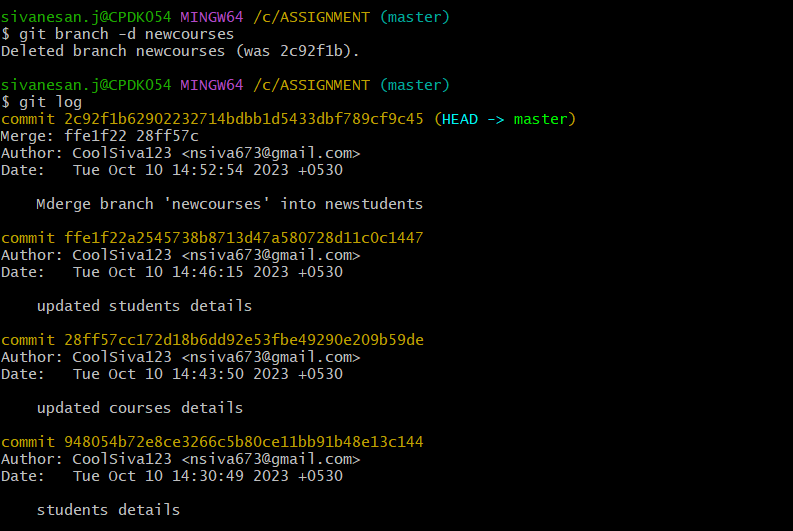 sivanesan.j@CPDK054 MINGW64 /c/ASSIGNMENT (master)
$ git branch -d newcourses
Deleted branch newcourses (was 2c92f1b).
sivanesan.j@CPDK054 MINGW64 /c/ASSIGNMENT (master)
$ git log
commit 2c92f1b62902232714bdbb1d5433dbf789cf9c45 (HEAD -> master)
Merge: ffe1f22 28ff57c
Author: CoolSiva123 <nsiva673@gmail.com>
Date:   Tue Oct 10 14:52:54 2023 +0530
Mderge branch 'newcourses' into newstudents
commit ffe1f22a2545738b8713d47a580728d11c0c1447
Author: CoolSiva123 <nsiva673@gmail.com>
Date:   Tue Oct 10 14:46:15 2023 +0530
updated students details
commit 28ff57cc172d18b6dd92e53fbe49290e209b59de
Author: CoolSiva123 <nsiva673@gmail.com>
Date:   Tue Oct 10 14:43:50 2023 +0530
updated courses details
commit 948054b72e8ce3266c5b80ce11bb91b48e13c144
Author: CoolSiva123 <nsiva673@gmail.com>
Date:   Tue Oct 10 14:30:49 2023 +0530
students details